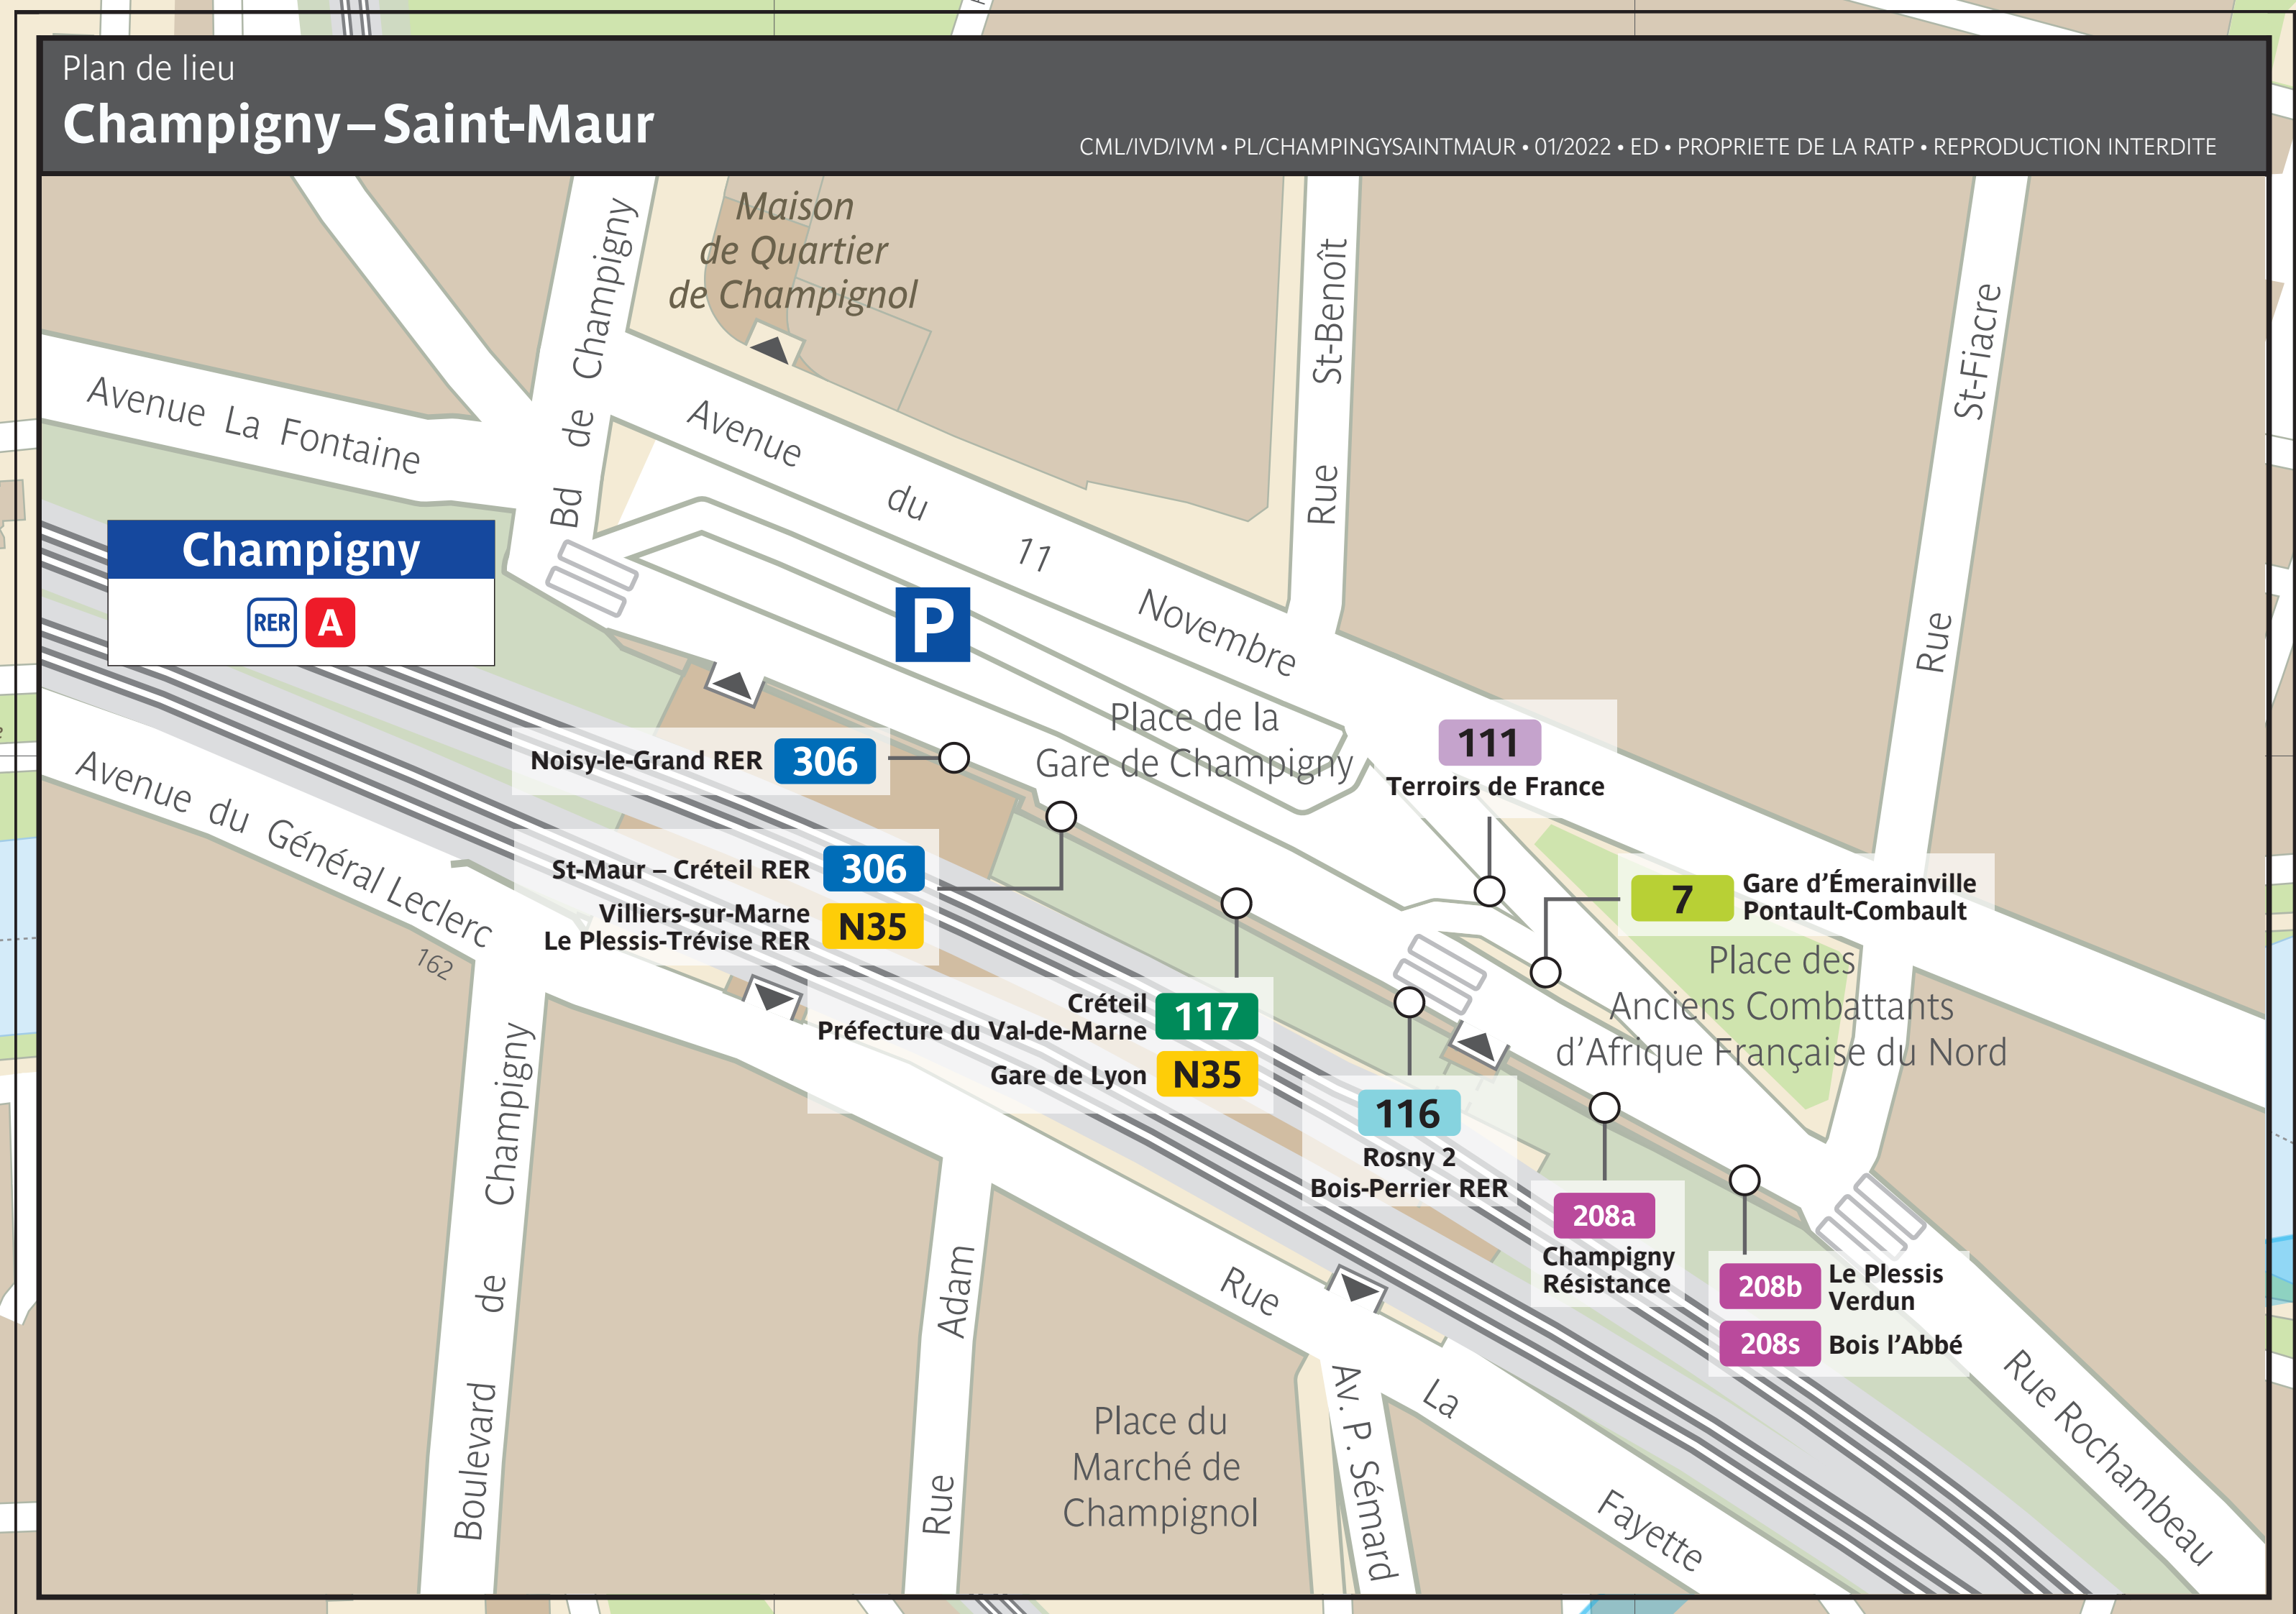 Plan de lieu
Champigny – Saint-Maur
CML/IVD/IVM • PL/CHAMPINGYSAINTMAUR • 01/2022 • ED • PROPRIETE DE LA RATP • REPRODUCTION INTERDITE
Maison
de Quartier
de Champignol
Bd de Champigny
Rue St-Benoît
Rue St-Fiacre
Avenue La Fontaine
Avenue du 11 Novembre
Champigny
RER A
P
Place de la
Gare de Champigny
111
Terroirs de France
Noisy-le-Grand RER 306
Avenue du Général Leclerc
162
St-Maur – Créteil RER 306
Villiers-sur-Marne
Le Plessis-Trévise RER N35
7 Gare d'Émerainville
Pontault-Combault
Place des
Anciens Combattants
d'Afrique Française du Nord
Créteil
Préfecture du Val-de-Marne 117
Gare de Lyon N35
116
Rosny 2
Bois-Perrier RER
208a
Champigny
Résistance
208b Le Plessis
Verdun
208s Bois l'Abbé
Boulevard de Champigny
Rue Adam
Rue La Fayette
Place du
Marché de
Champignol
Av. P. Sémard
Rue Rochambeau